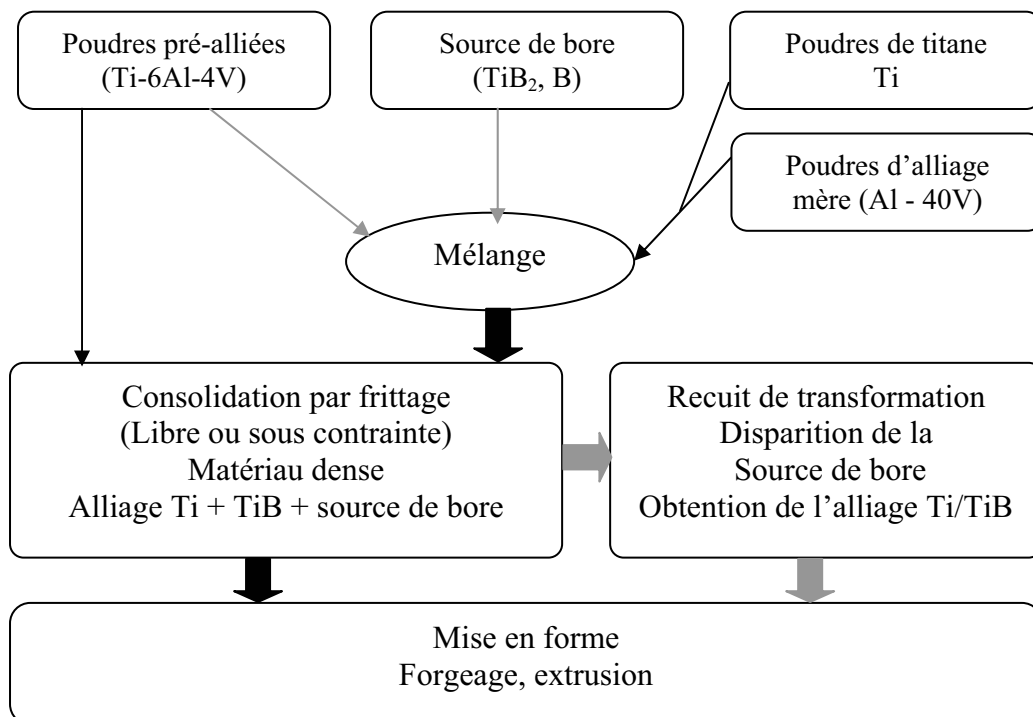 Poudres pré-alliées
(Ti-6Al-4V)
Source de bore
(TiB₂, B)
Poudres de titane
Ti
Poudres d’alliage
mère (Al - 40V)
Mélange
Consolidation par frittage
(Libre ou sous contrainte)
Matériau dense
Alliage Ti + TiB + source de bore
Recuit de transformation
Disparition de la
Source de bore
Obtention de l’alliage Ti/TiB
Mise en forme
Forgeage, extrusion